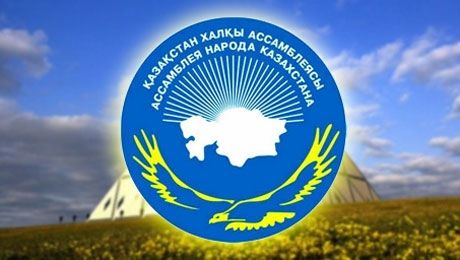 ҚАЗАҚСТАН ХАЛҚЫ АССАМБЛЕЯСЫ
АССАМБЛЕЯ НАРОДА КАЗАХСТАНА